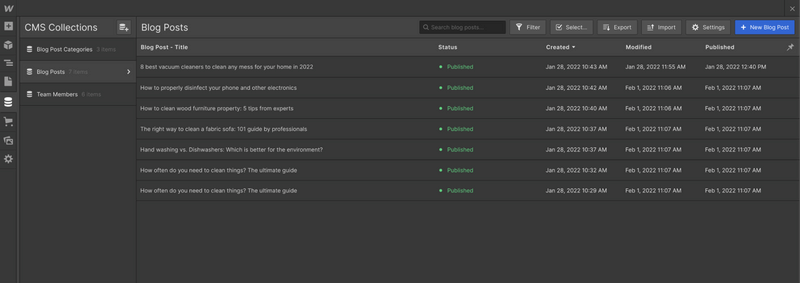 CMS Collections
Blog Post Categories 3 items
Blog Posts 7 items
Team Members 6 items
Blog Posts
Search blog posts...
Filter
Select...
Export
Import
Settings
+ New Blog Post
Blog Post - Title Status Created Modified Published
8 best vacuum cleaners to clean any mess for your home in 2022 Published Jan 28, 2022 10:43 AM Jan 28, 2022 11:55 AM Jan 28, 2022 12:40 PM
How to properly disinfect your phone and other electronics Published Jan 28, 2022 10:42 AM Feb 1, 2022 11:06 AM Feb 1, 2022 11:07 AM
How to clean wood furniture property: 5 tips from experts Published Jan 28, 2022 10:40 AM Feb 1, 2022 11:06 AM Feb 1, 2022 11:07 AM
The right way to clean a fabric sofa: 101 guide by professionals Published Jan 28, 2022 10:37 AM Feb 1, 2022 11:07 AM Feb 1, 2022 11:07 AM
Hand washing vs. Dishwashers: Which is better for the environment? Published Jan 28, 2022 10:37 AM Feb 1, 2022 11:07 AM Feb 1, 2022 11:07 AM
How often do you need to clean things? The ultimate guide Published Jan 28, 2022 10:32 AM Feb 1, 2022 11:07 AM Feb 1, 2022 11:07 AM
How often do you need to clean things? The ultimate guide Published Jan 28, 2022 10:29 AM Feb 1, 2022 11:07 AM Feb 1, 2022 11:07 AM